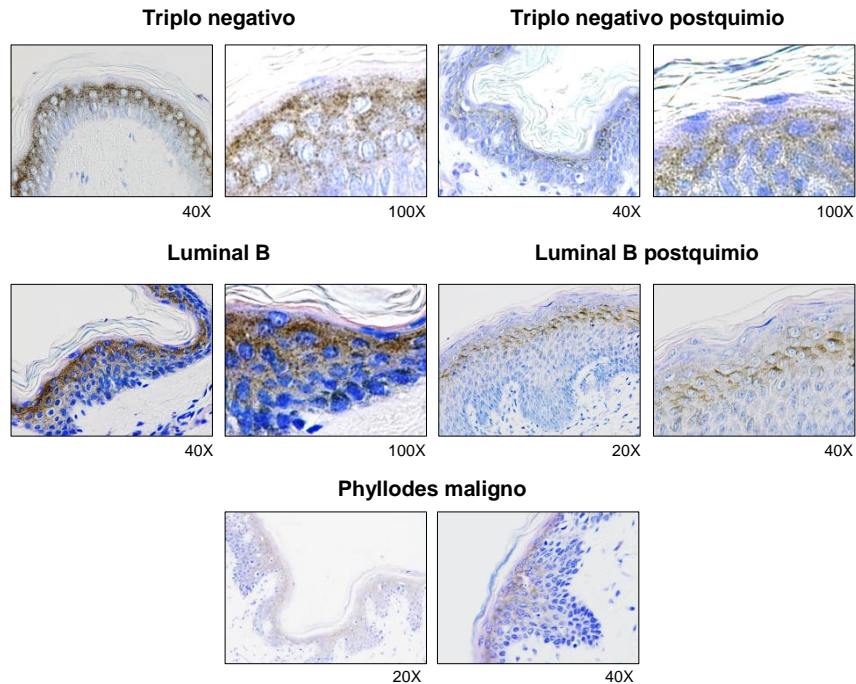 Triplo negativo
Triplo negativo postquimio
40X
100X
40X
100X
Luminal B
Luminal B postquimio
40X
100X
20X
40X
Phyllodes maligno
20X
40X